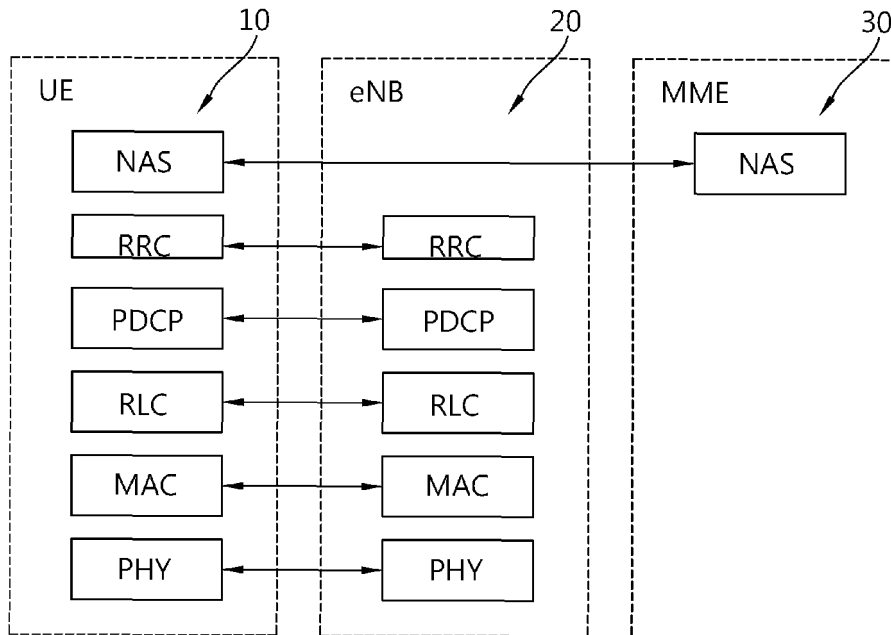 10 20 30
UE eNB MME
NAS NAS
RRC RRC
PDCP PDCP
RLC RLC
MAC MAC
PHY PHY